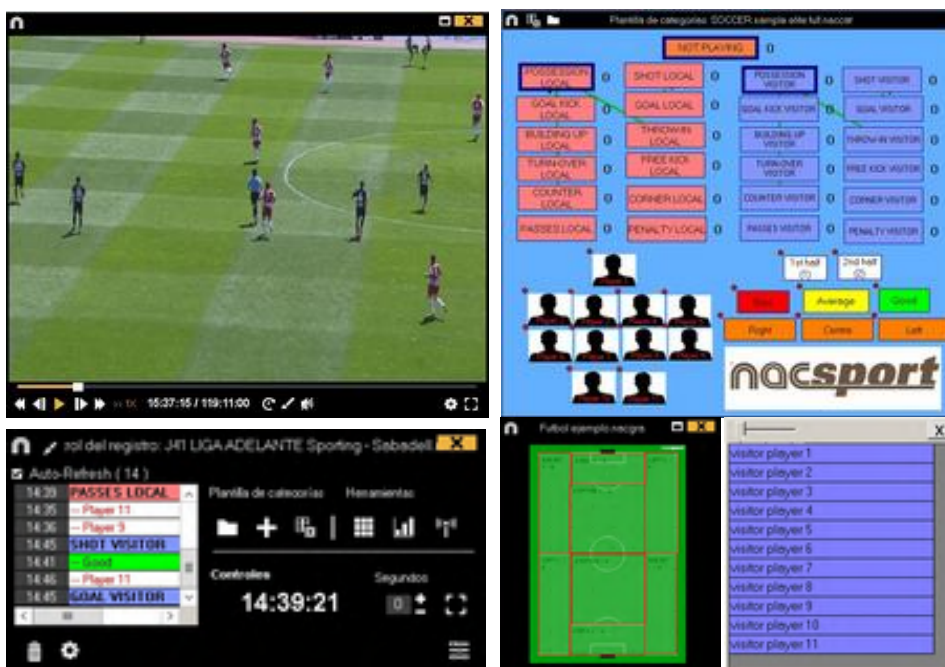 1X 15:37:15 / 119:11:00
Plantilla de categorías: SOCCER sample elite full naccer
NOT PLAYING 0
POSSESSION LOCAL 0
SHOT LOCAL 0
POSSESSION VISITOR 0
SHOT VISITOR 0
GOAL KICK LOCAL 0
GOAL LOCAL 0
GOAL KICK VISITOR 0
GOAL VISITOR 0
BUILDING UP LOCAL 0
THROW-IN LOCAL 0
BUILDING UP VISITOR 0
THROW-IN VISITOR 0
TURN-OVER LOCAL 0
FREE KICK LOCAL 0
TURN-OVER VISITOR 0
FREE KICK VISITOR 0
COUNTER LOCAL 0
CORNER LOCAL 0
COUNTER VISITOR 0
CORNER VISITOR 0
PASSES LOCAL 0
PENALTY LOCAL 0
PASSES VISITOR 0
PENALTY VISITOR 0
1st half
2nd half
Average
Good
Right
Centre
Left
nacsport
rol del registro: J41 LIGA ADELANTE Sporting - Sabadell
Auto-Refresh ( 14 )
14:39 PASSES LOCAL
14:35 -- Player 11
14:36 -- Player 9
14:45 SHOT VISITOR
14:41 -- Good
14:46 -- Player 11
14:45 GOAL VISITOR
Plantilla de categorías
Herramientas
Controles
Segundos
14:39:21
0
Futbol ejemplo nacgra
visitor player 1
visitor player 2
visitor player 3
visitor player 4
visitor player 5
visitor player 6
visitor player 7
visitor player 8
visitor player 9
visitor player 10
visitor player 11